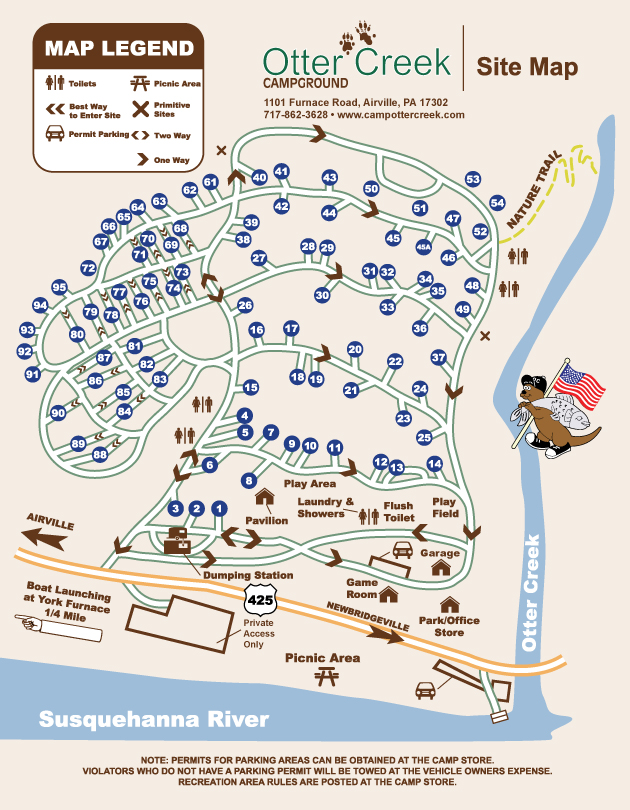 MAP LEGEND
Toilets
Picnic Area
Best Way
to Enter Site
Primitive
Sites
Permit Parking
Two Way
One Way
Otter Creek
CAMPGROUND
Site Map
1101 Furnace Road, Airville, PA 17302
717-862-3628 • www.campottercreek.com
NATURE TRAIL
40
41
42
43
44
50
51
53
54
47
52
45
45A
46
48
49
61
62
63
64
65
66
67
68
70
69
71
72
39
38
27
28
29
30
31
32
33
34
35
36
37
73
74
75
76
77
78
79
80
95
94
93
92
91
26
16
17
18
19
20
21
22
23
24
25
81
82
83
84
85
86
87
88
89
90
15
4
5
6
7
8
9
10
11
12
13
14
3
2
1
Play Area
Pavilion
Laundry &
Showers
Flush
Toilet
Play
Field
Garage
Game
Room
Park/Office
Store
Dumping Station
AIRVILLE
Boat Launching
at York Furnace
1/4 Mile
425
NEWBRIDGEVILLE
Private
Access
Only
Picnic Area
Otter Creek
Susquehanna River
NOTE: PERMITS FOR PARKING AREAS CAN BE OBTAINED AT THE CAMP STORE.
VIOLATORS WHO DO NOT HAVE A PARKING PERMIT WILL BE TOWED AT THE VEHICLE OWNERS EXPENSE.
RECREATION AREA RULES ARE POSTED AT THE CAMP STORE.